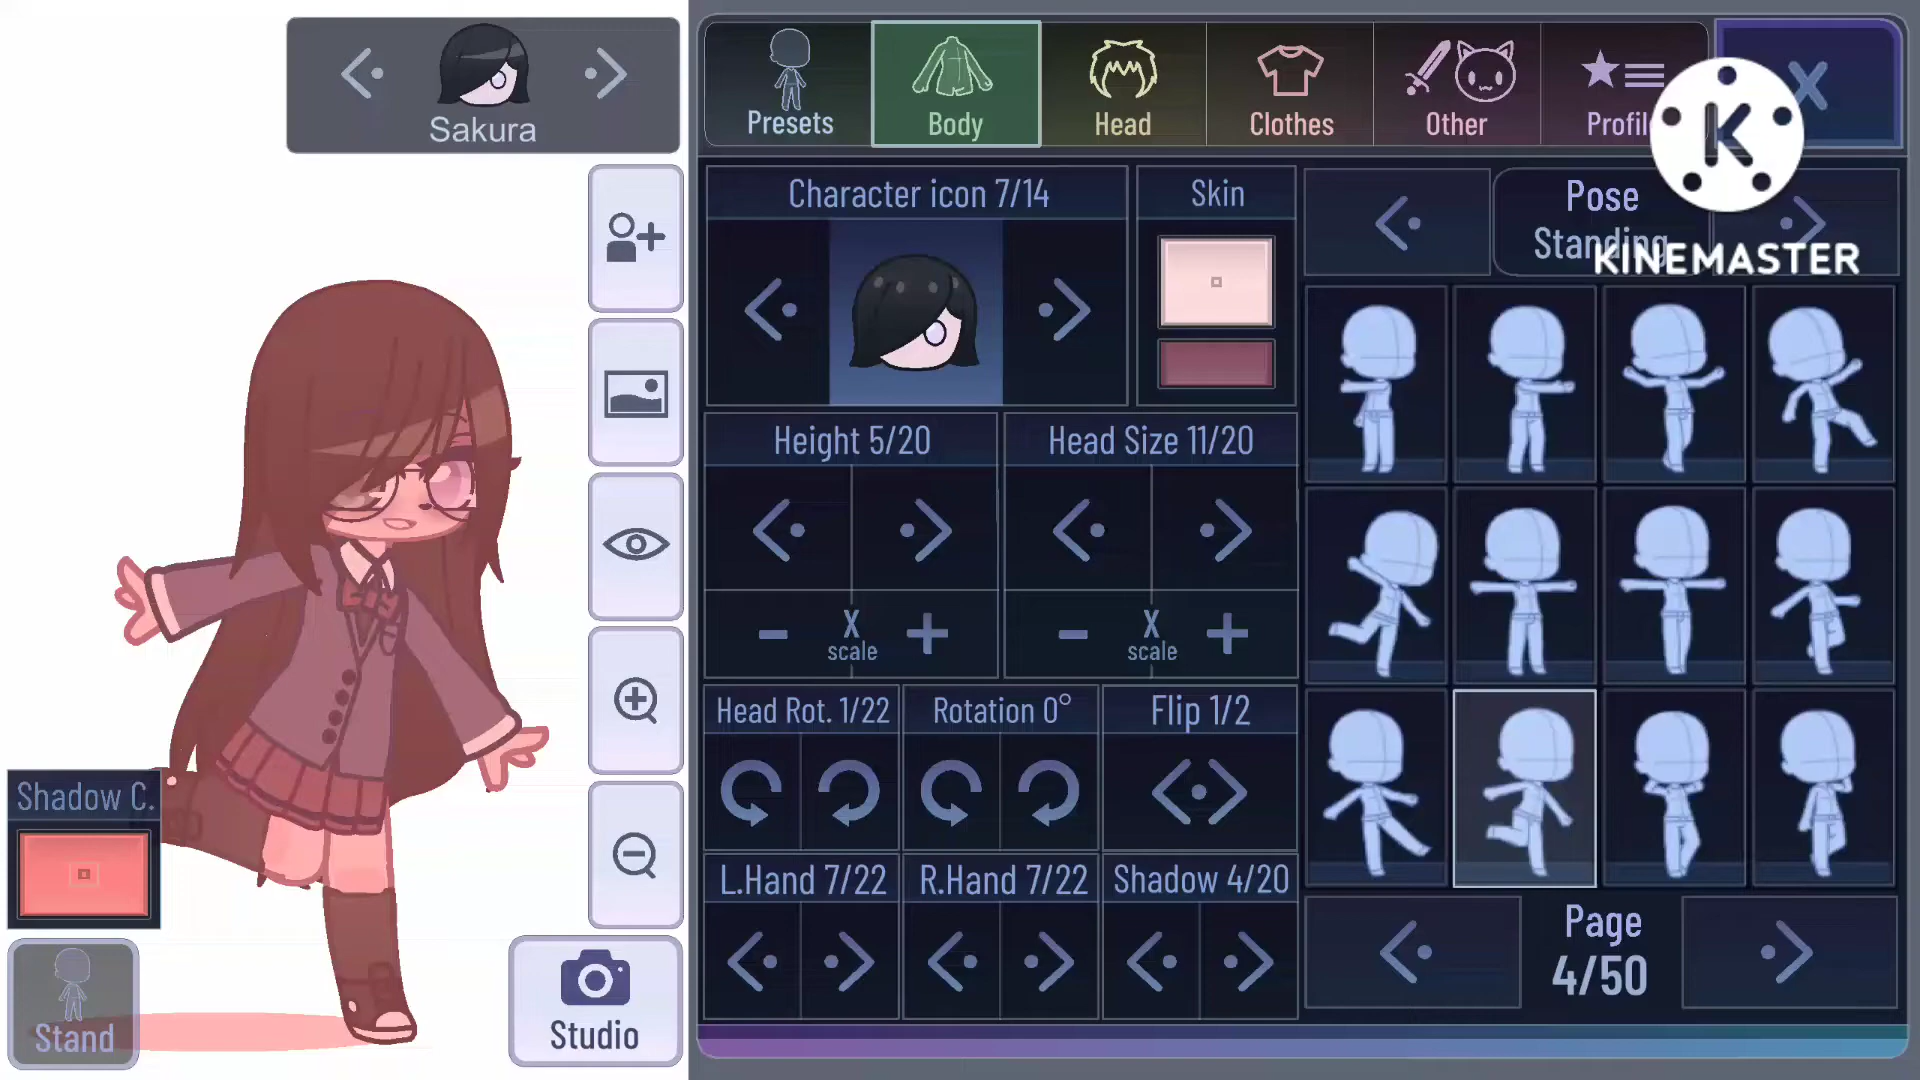 Sakura
Presets
Body
Head
Clothes
Other
Profil
X
K
KINEMASTER
Character icon 7/14
Skin
Pose
Standing
Height 5/20
Head Size 11/20
X
scale
X
scale
Head Rot. 1/22
Rotation 0°
Flip 1/2
L.Hand 7/22
R.Hand 7/22
Shadow 4/20
Page
4/50
Shadow C.
Stand
Studio